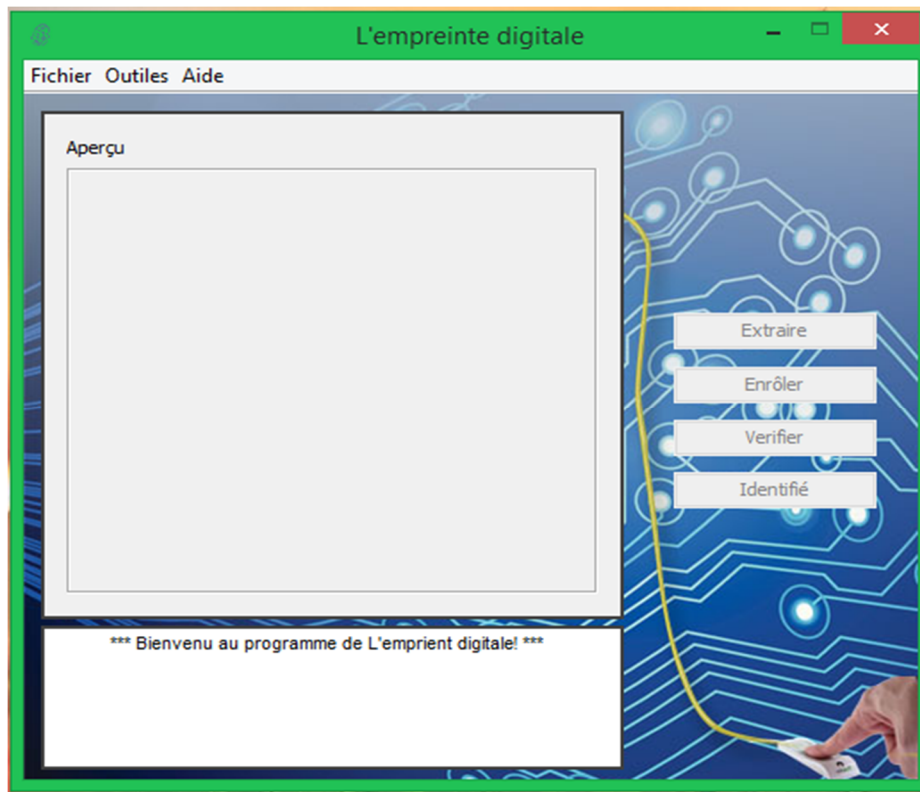 L'empreinte digitale
Fichier Outiles Aide
Aperçu
Extraire
Enrôler
Verifier
Identifié
*** Bienvenu au programme de L'emprient digitale! ***